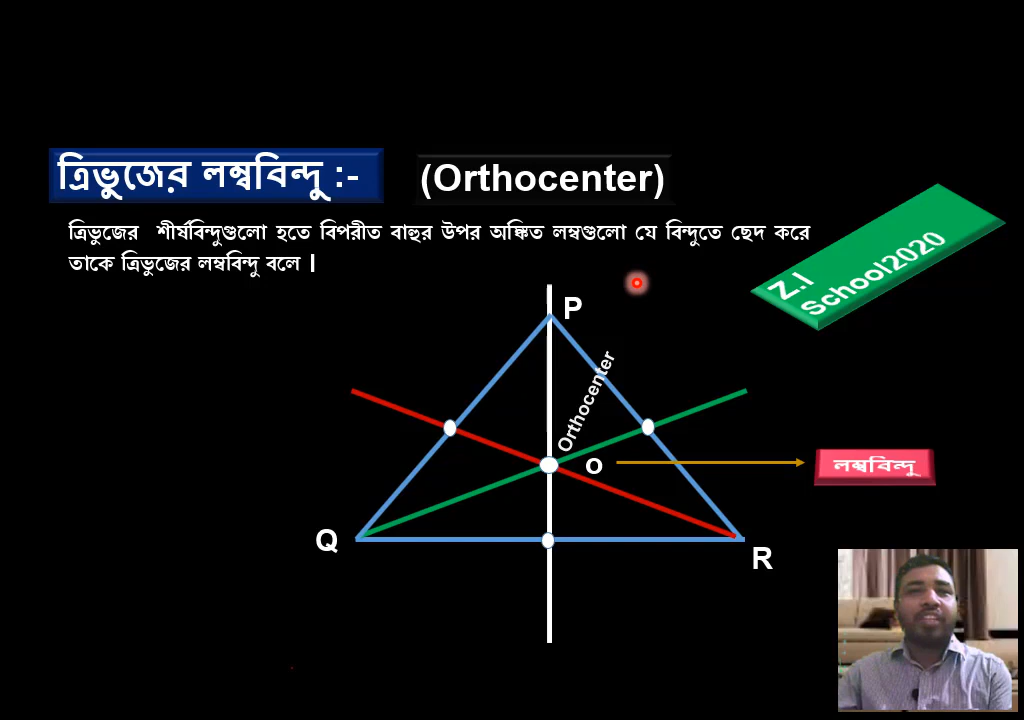 ত্রিভুজের লম্ববিন্দু :-
(Orthocenter)
ত্রিভুজের শীর্ষবিন্দুগুলো হতে বিপরীত বাহুর উপর অঙ্কিত লম্বগুলো যে বিন্দুতে ছেদ করে
তাকে ত্রিভুজের লম্ববিন্দু বলে ।
Z.I
School2020
P
Orthocenter
o
লম্ববিন্দু
Q
R